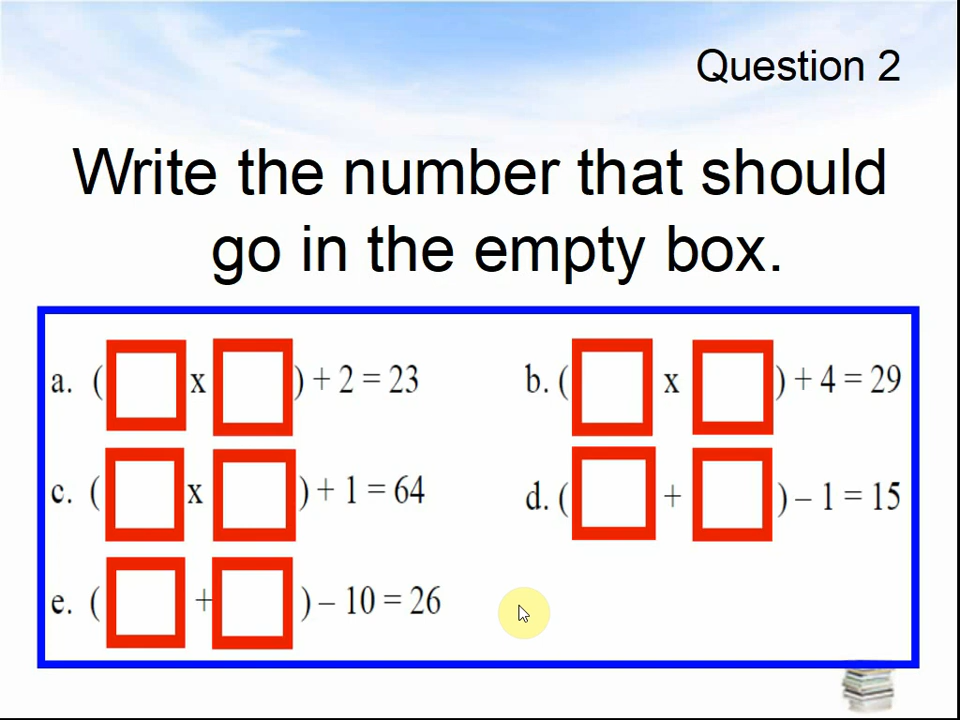 Question 2
Write the number that should
go in the empty box.
a. ( x ) + 2 = 23
b. ( x ) + 4 = 29
c. ( x ) + 1 = 64
d. ( + ) – 1 = 15
e. ( + ) – 10 = 26